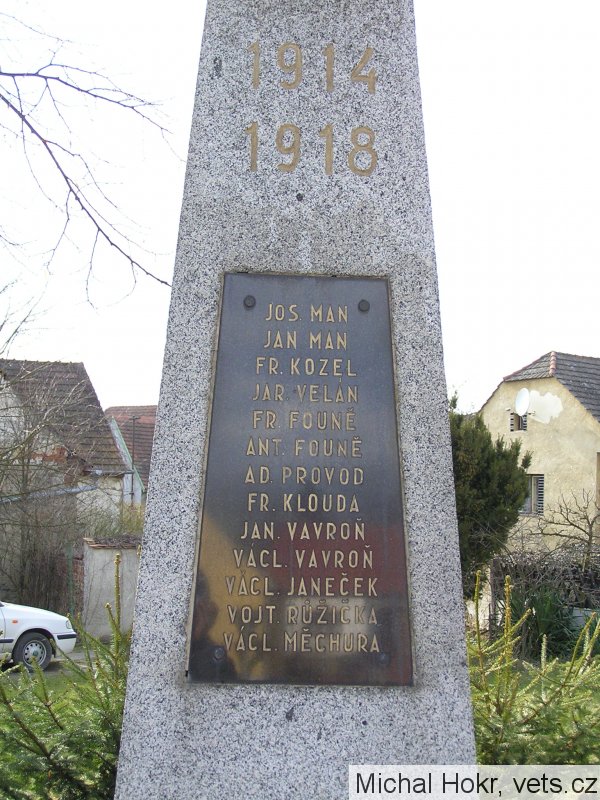 1914
1918
JOS. MAN
JAN MAN
FR. KOZEL
JAR. VELÁN
FR. FOUNĚ
ANT. FOUNĚ
AD. PROVOD
FR. KLOUDA
JAN. VAVROŇ
VÁCL. VAVROŇ
VÁCL. JANEČEK
VOJT. RŮŽIČKA
VÁCL. MĚCHURA
Michal Hokr, vets.cz